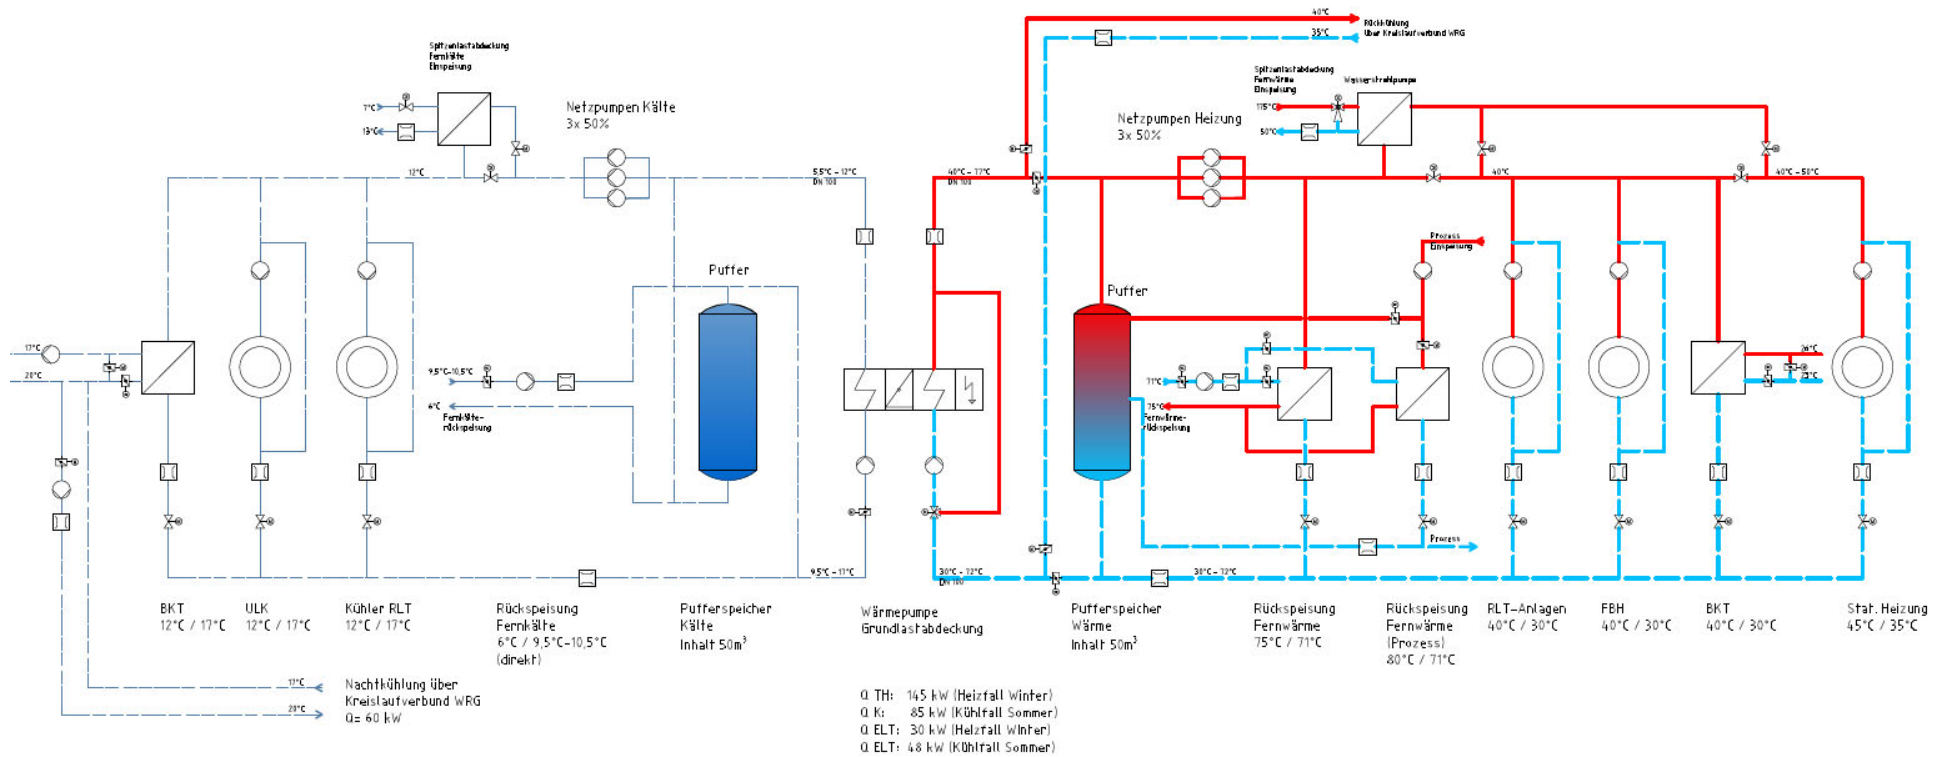 40°C
Rückkühlung
über Kreislaufverbund WRG
35°C
Spitzenlastabdeckung
Fernkälte
Einspeisung
7°C
13°C
Netzpumpen Kälte
3x 50%
Spitzenlastabdeckung
Fernwärme
Einspeisung
Wasserstrahlpumpe
175°C
50°C
Netzpumpen Heizung
3x 50%
12°C
5,5°C - 12°C
DN 100
40°C - 77°C
DN 100
40°C
40°C - 50°C
Prozess
Einspeisung
Puffer
Puffer
17°C
20°C
9,5°C-10,5°C
6°C
Fernkälte-
rückspeisung
71°C
75°C
Fernwärme-
rückspeisung
26°C
23°C
Prozess
9,5°C - 17°C
30°C - 72°C
DN 100
30°C - 72°C
BKT
12°C / 17°C
ULK
12°C / 17°C
Kühler RLT
12°C / 17°C
Rückspeisung
Fernkälte
6°C / 9,5°C-10,5°C
(direkt)
Pufferspeicher
Kälte
Inhalt 50m³
Wärmepumpe
Grundlastabdeckung
Pufferspeicher
Wärme
Inhalt 50m³
Rückspeisung
Fernwärme
75°C / 71°C
Rückspeisung
Fernwärme
(Prozess)
80°C / 71°C
RLT-Anlagen
40°C / 30°C
FBH
40°C / 30°C
BKT
40°C / 30°C
Stat. Heizung
45°C / 35°C
17°C
20°C
Nachtkühlung über
Kreislaufverbund WRG
Q= 60 kW
Q TH: 145 kW (Heizfall Winter)
Q K: 85 kW (Kühlfall Sommer)
Q ELT: 30 kW (Heizfall Winter)
Q ELT: 48 kW (Kühlfall Sommer)